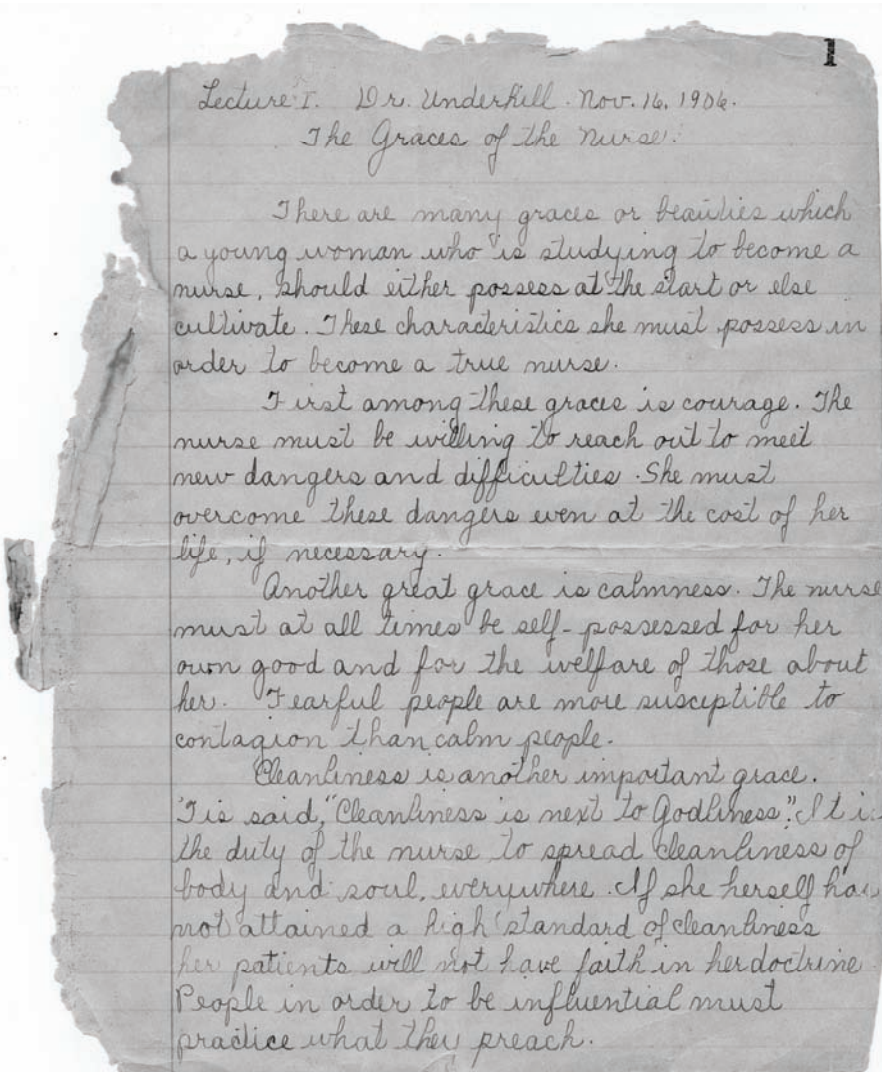 1
Lecture I. Dr. Underhill. Nov. 16, 1906.
The Graces of the Nurse.
There are many graces or beauties which
a young woman who is studying to become a
nurse, should either possess at the start or else
cultivate. These characteristics she must possess in
order to become a true nurse.
First among these graces is courage. The
nurse must be willing to reach out to meet
new dangers and difficulties. She must
overcome these dangers even at the cost of her
life, if necessary.
Another great grace is calmness. The nurse
must at all times be self-possessed for her
own good and for the welfare of those about
her. Fearful people are more susceptible to
contagion than calm people.
Cleanliness is another important grace.
'Tis said, "Cleanliness is next to Godliness." It is
the duty of the nurse to spread cleanliness of
body and soul, everywhere. If she herself has
not attained a high standard of cleanliness
her patients will not have faith in her doctrine
People in order to be influential must
practice what they preach.